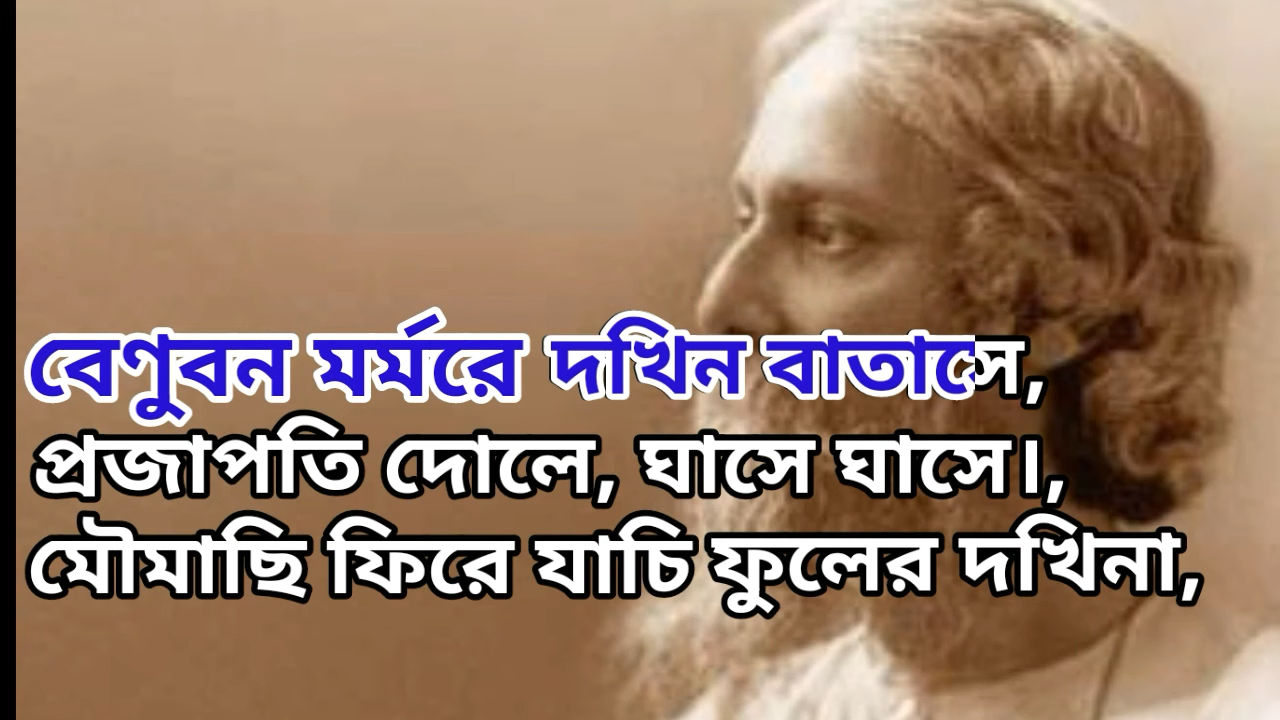 বেণুবন মর্মরে দখিন বাতাসে,
প্রজাপতি দোলে, ঘাসে ঘাসে।,
মৌমাছি ফিরে যাচি ফুলের দখিনা,